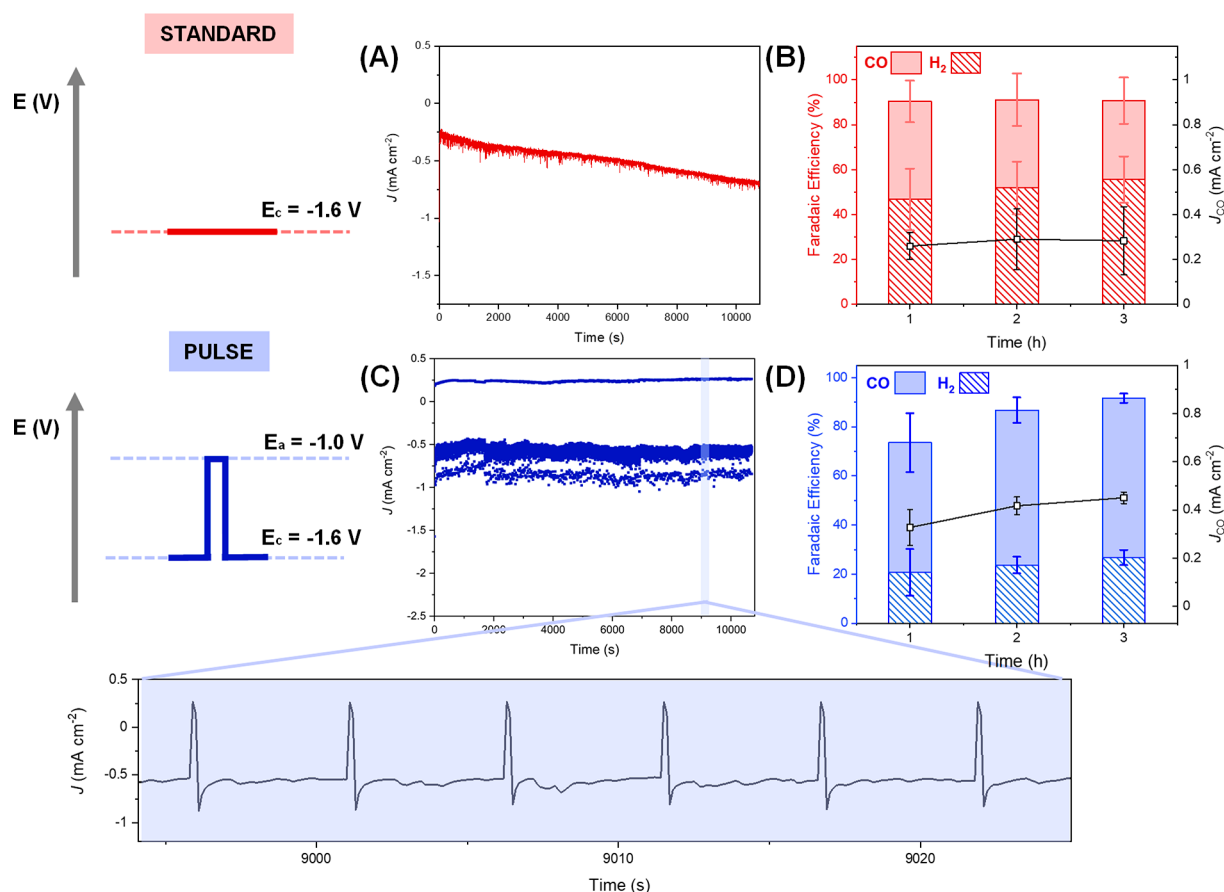 STANDARD
E (V)
Ec = -1.6 V
(A)
0.5
0
-0.5
-1
-1.5
J (mA cm-2)
0 2000 4000 6000 8000 10000
Time (s)
(B)
CO H2
100
80
60
40
20
0
Faradaic Efficiency (%)
1
0.8
0.6
0.4
0.2
0
JCO (mA cm-2)
1 2 3
Time (h)
PULSE
E (V)
Ea = -1.0 V
Ec = -1.6 V
(C)
0.5
0
-0.5
-1.0
-1.5
-2
-2.5
J (mA cm-2)
0 2000 4000 6000 8000 10000
Time (s)
(D)
CO H2
100
80
60
40
20
0
Faradaic Efficiency (%)
1
0.8
0.6
0.4
0.2
0
JCO (mA cm-2)
1 2 3
Time (h)
0.5
0
-0.5
-1
J (mA cm-2)
9000 9010 9020
Time (s)